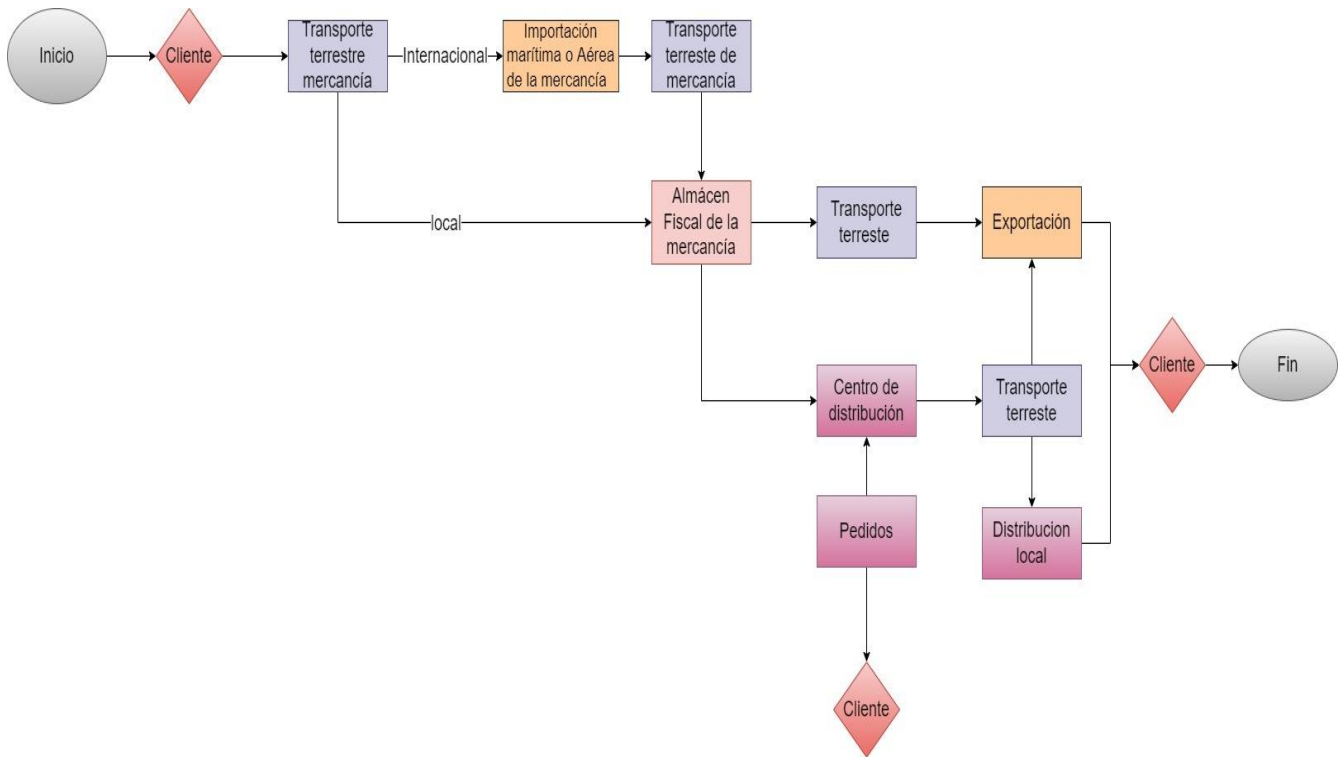 Inicio
Cliente
Transporte
terrestre
mercancía
Internacional
Importación
marítima o Aérea
de la mercancía
Transporte
terreste de
mercancía
local
Almácen
Fiscal de la
mercancía
Transporte
terreste
Exportación
Centro de
distribución
Transporte
terreste
Cliente
Fin
Pedidos
Distribucion
local
Cliente